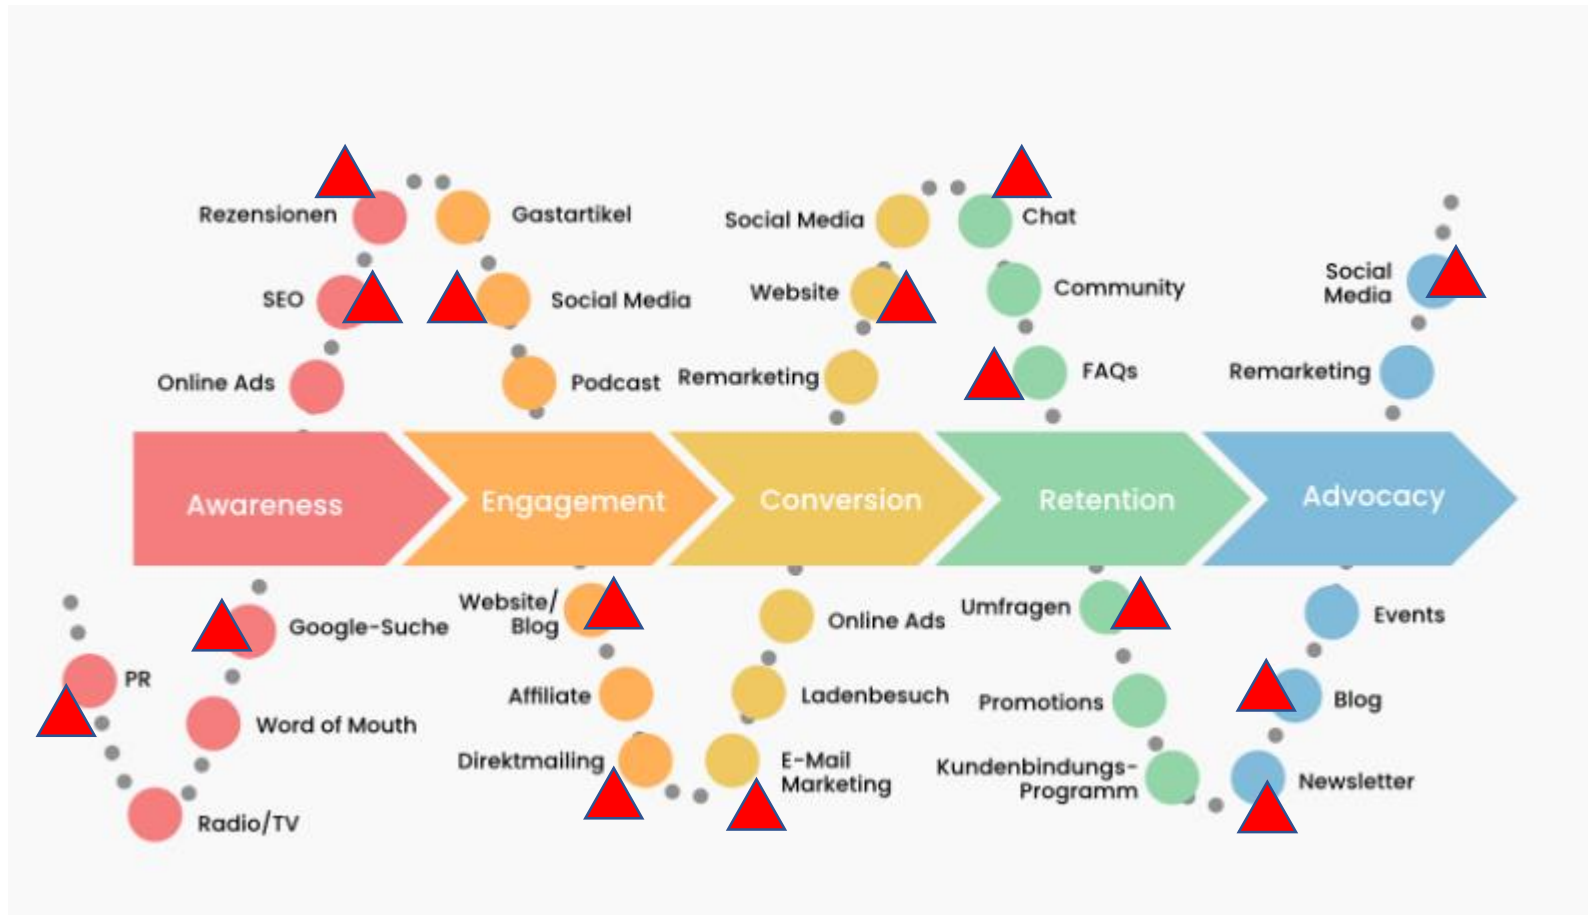 Rezensionen
Gastartikel
Social Media
Chat
SEO
Social Media
Website
Community
Social
Media
Online Ads
Podcast
Remarketing
FAQs
Remarketing
Awareness
Engagement
Conversion
Retention
Advocacy
Google-Suche
Website/
Blog
Online Ads
Umfragen
Events
PR
Affiliate
Ladenbesuch
Promotions
Blog
Word of Mouth
Direktmailing
E-Mail
Marketing
Kundenbindungs-
Programm
Newsletter
Radio/TV